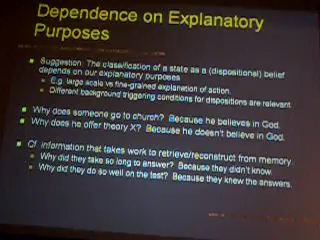 Dependence on Explanatory
Purposes
Suggestion: The classification of a state as a (dispositional) belief
depends on our explanatory purposes
E.g. large scale vs fine-grained explanation of action.
Different background triggering conditions for dispositions are relevant
Why does someone go to church? Because he believes in God.
Why does he offer theory X? Because he doesn't believe in God.
Cf. information that takes work to retrieve/reconstruct from memory.
Why did they take so long to answer? Because they didn't know.
Why did they do so well on the test? Because they knew the answers.